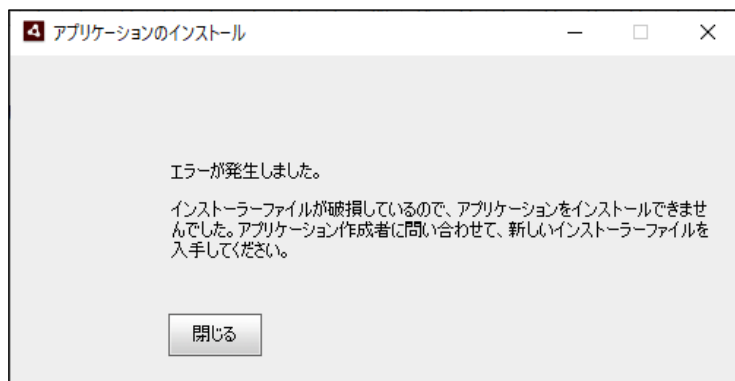 アプリケーションのインストール
エラーが発生しました。
インストーラーファイルが破損しているので、アプリケーションをインストールできませ
んでした。アプリケーション作成者に問い合わせて、新しいインストーラーファイルを
入手してください。
閉じる